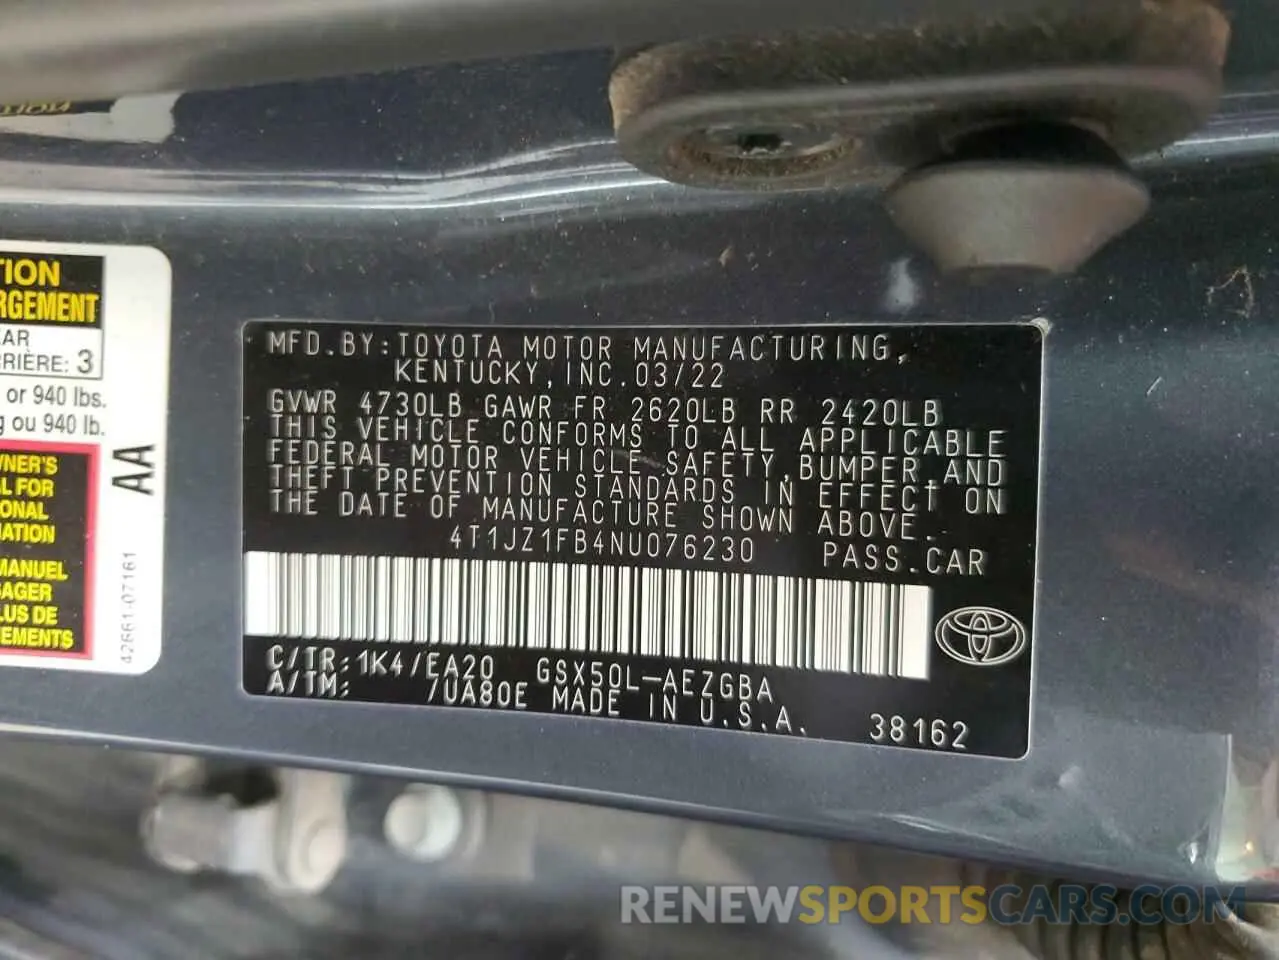 TION
RGEMENT
AR
RIÈRE: 3
or 940 lbs.
g ou 940 lb.
WNER'S
L FOR
ONAL
MATION
MANUEL
SAGER
LUS DE
EMENTS
42661-07161
AA
MFD.BY:TOYOTA MOTOR MANUFACTURING,
KENTUCKY,INC.03/22
GVWR 4730LB GAWR FR 2620LB RR 2420LB
THIS VEHICLE CONFORMS TO ALL APPLICABLE
FEDERAL MOTOR VEHICLE SAFETY,BUMPER,AND
THEFT PREVENTION STANDARDS IN EFFECT ON
THE DATE OF MANUFACTURE SHOWN ABOVE.
4T1JZ1FB4NU076230 PASS.CAR
C/TR:1K4/EA20 GSX50L-AEZGBA
A/TM: /UA80E MADE IN U.S.A.
38162
RENEWSPORTSCARS.COM